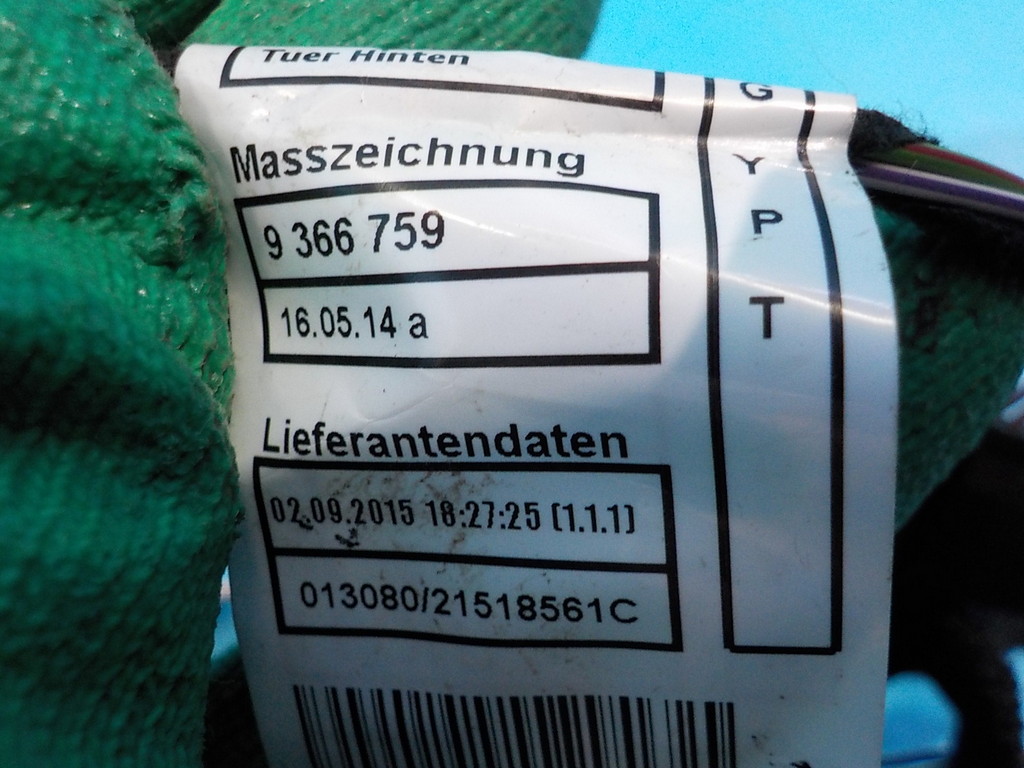 Tuer Hinten
Masszeichnung
9 366 759
16.05.14 a
Lieferantendaten
02.09.2015 18:27:25 (1.1.1)
013080/21518561C
G
Y
P
T